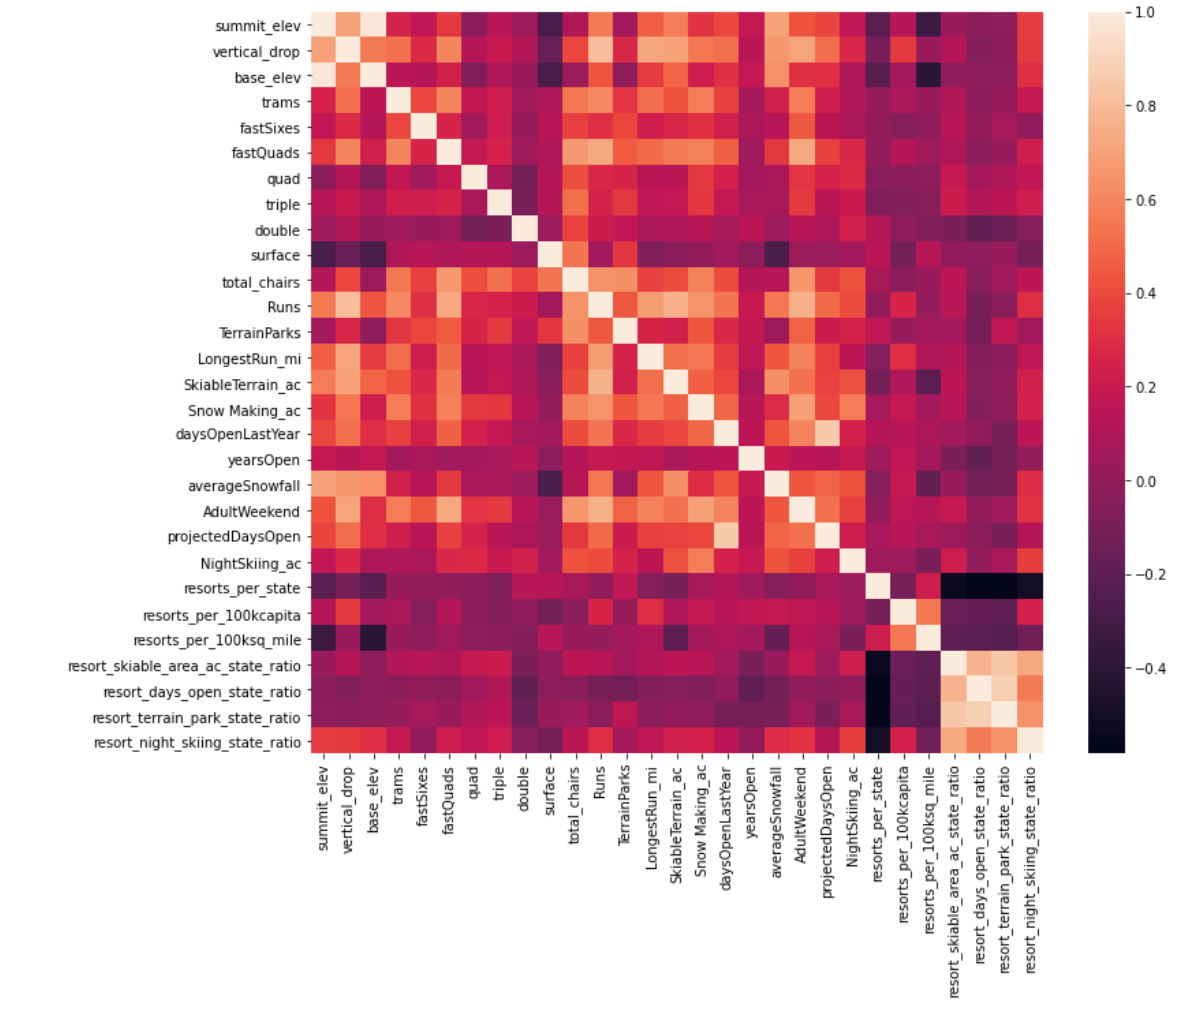 summit_elev
vertical_drop
base_elev
trams
fastSixes
fastQuads
quad
triple
double
surface
total_chairs
Runs
TerrainParks
LongestRun_mi
SkiableTerrain_ac
Snow Making_ac
daysOpenLastYear
yearsOpen
averageSnowfall
AdultWeekend
projectedDaysOpen
NightSkiing_ac
resorts_per_state
resorts_per_100kcapita
resorts_per_100ksq_mile
resort_skiable_area_ac_state_ratio
resort_days_open_state_ratio
resort_terrain_park_state_ratio
resort_night_skiing_state_ratio
summit_elev
vertical_drop
base_elev
trams
fastSixes
fastQuads
quad
triple
double
surface
total_chairs
Runs
TerrainParks
LongestRun_mi
SkiableTerrain_ac
Snow Making_ac
daysOpenLastYear
yearsOpen
averageSnowfall
AdultWeekend
projectedDaysOpen
NightSkiing_ac
resorts_per_state
resorts_per_100kcapita
resorts_per_100ksq_mile
resort_skiable_area_ac_state_ratio
resort_days_open_state_ratio
resort_terrain_park_state_ratio
resort_night_skiing_state_ratio
1.0
0.8
0.6
0.4
0.2
0.0
−0.2
−0.4